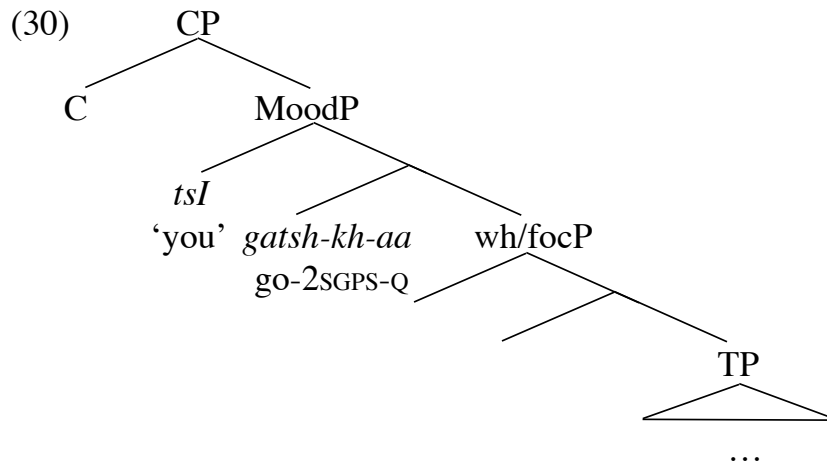 (30) CP
C MoodP
tsI
‘you’ gatsh-kh-aa wh/focP
go-2SGPS-Q
TP
…